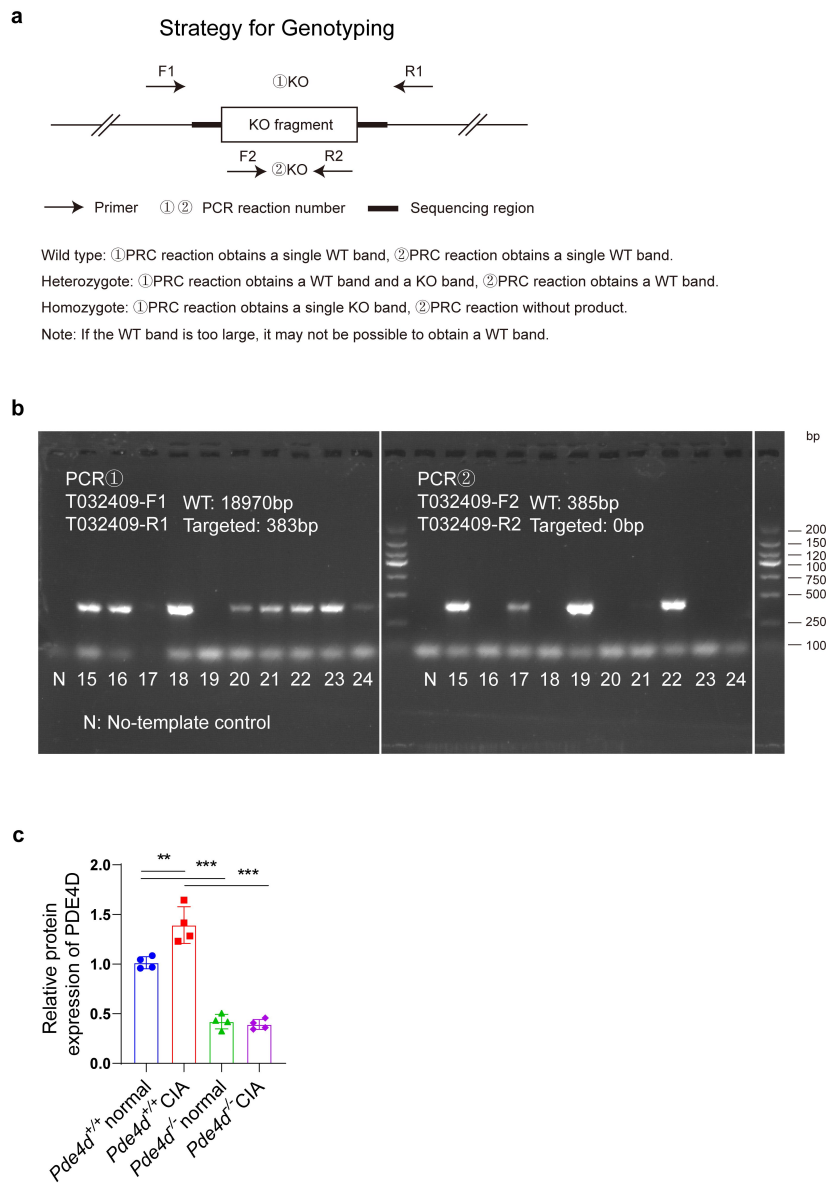 a
Strategy for Genotyping
F1
①KO
R1
KO fragment
F2
②KO
R2
Primer
①② PCR reaction number
Sequencing region
Wild type: ①PRC reaction obtains a single WT band, ②PRC reaction obtains a single WT band.
Heterozygote: ①PRC reaction obtains a WT band and a KO band, ②PRC reaction obtains a WT band.
Homozygote: ①PRC reaction obtains a single KO band, ②PRC reaction without product.
Note: If the WT band is too large, it may not be possible to obtain a WT band.
b
bp
PCR①
T032409-F1 WT: 18970bp
T032409-R1 Targeted: 383bp
PCR②
T032409-F2 WT: 385bp
T032409-R2 Targeted: 0bp
200
150
120
100
750
500
250
100
N 15 16 17 18 19 20 21 22 23 24
N 15 16 17 18 19 20 21 22 23 24
N: No-template control
c
Relative protein
expression of PDE4D
2.0
1.5
1.0
0.5
0.0
**
***
***
Pde4d+/+ normal
Pde4d+/+ CIA
Pde4d-/- normal
Pde4d-/- CIA